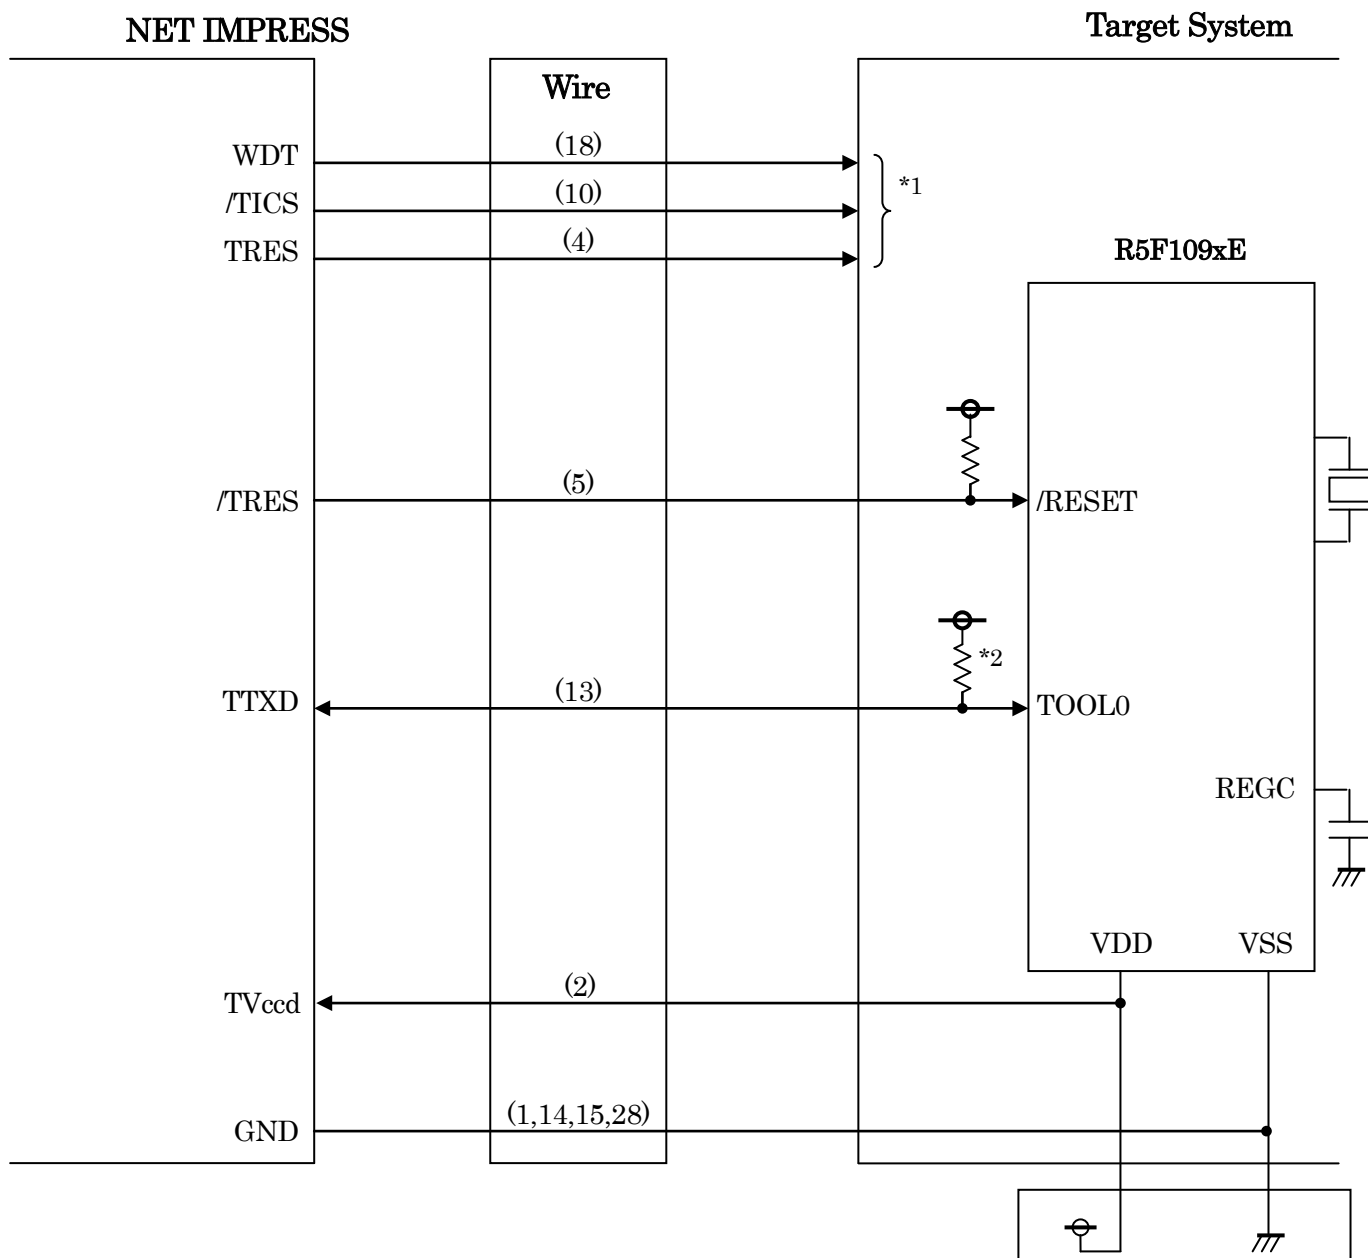 NET IMPRESS
Target System
Wire
WDT
(18)
*1
/TICS
(10)
TRES
(4)
R5F109xE
/TRES
(5)
/RESET
*2
TTXD
(13)
TOOL0
REGC
VDD
VSS
TVccd
(2)
GND
(1,14,15,28)